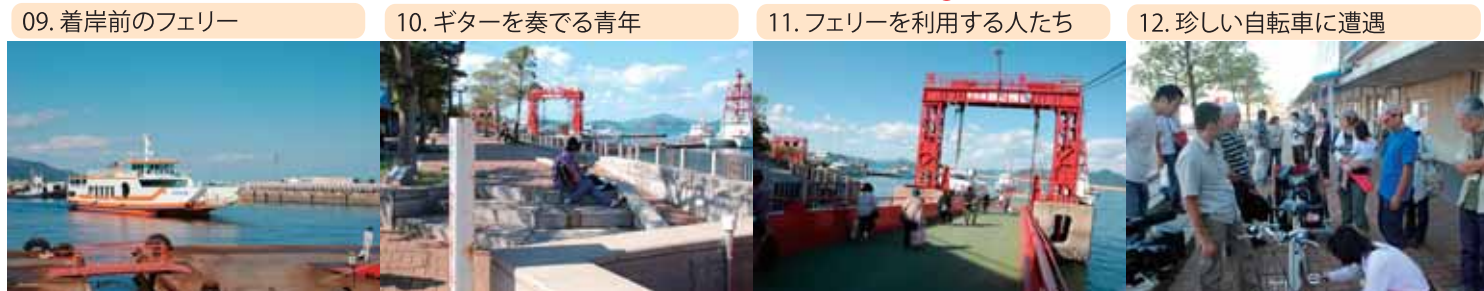 09. 着岸前のフェリー
10. ギターを奏でる青年
11. フェリーを利用する人たち
12. 珍しい自転車に遭遇